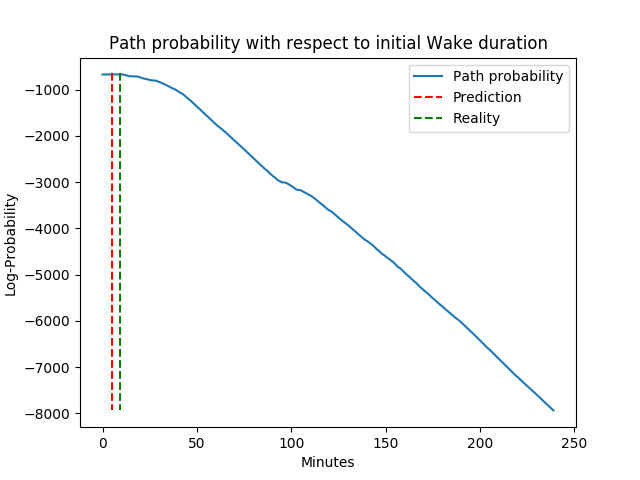 Path probability with respect to initial Wake duration
Path probability
Prediction
Reality
Log-Probability
−1000
−2000
−3000
−4000
−5000
−6000
−7000
−8000
0 50 100 150 200 250
Minutes